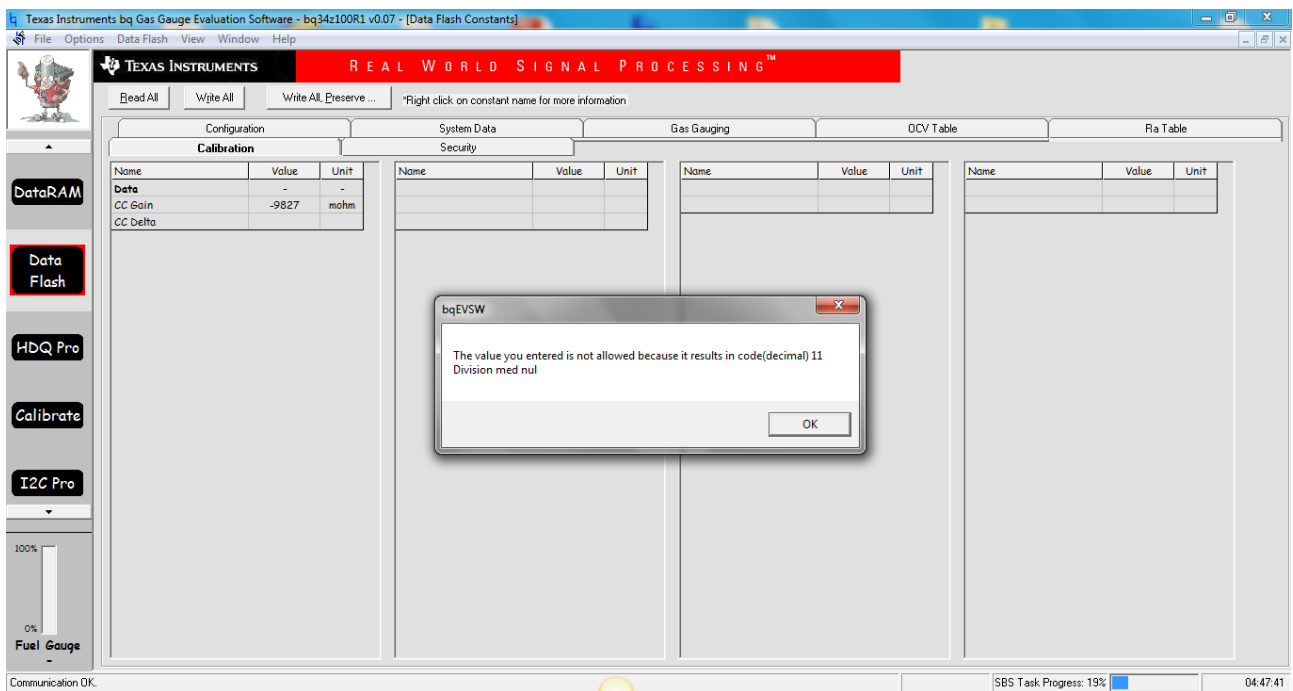 Texas Instruments bq Gas Gauge Evaluation Software - bq34z100R1 v0.07 - [Data Flash Constants]
File Options Data Flash View Window Help
TEXAS INSTRUMENTS REAL WORLD SIGNAL PROCESSING™
Read All Write All Write All, Preserve ... *Right click on constant name for more information
Configuration System Data Gas Gauging OCV Table Ra Table
Calibration Security
Name Value Unit Name Value Unit Name Value Unit Name Value Unit
Data - -
CC Gain -9827 mohm
CC Delta
DataRAM
Data
Flash
HDQ Pro
Calibrate
I2C Pro
bqEVSW
The value you entered is not allowed because it results in code(decimal) 11
Division med nul
OK
100%
0%
Fuel Gauge
-
Communication OK.
SBS Task Progress: 19% 04:47:41